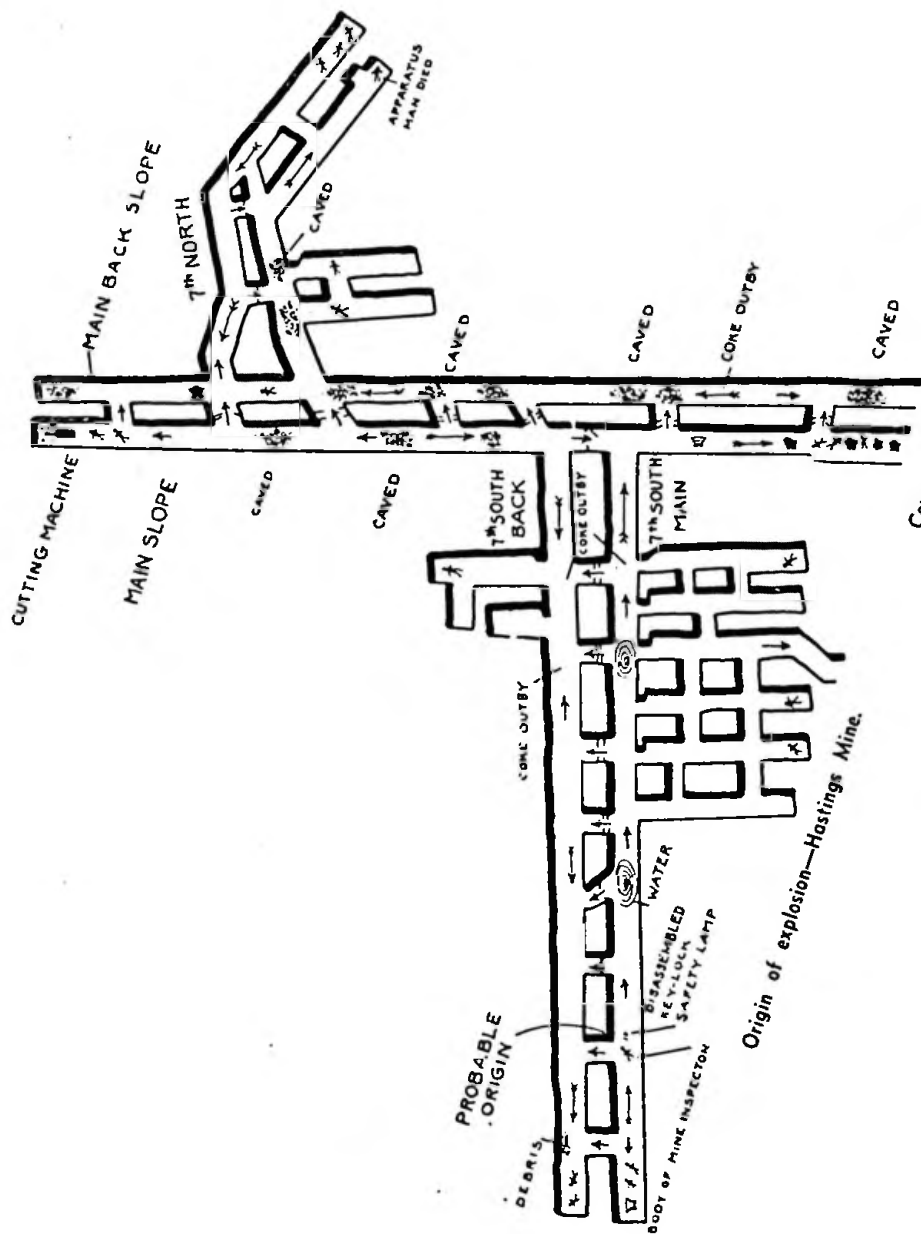 CUTTING MACHINE
MAIN SLOPE
MAIN BACK SLOPE
7th NORTH
APPARATUS
MAN DIED
CAVED
CAVED
CAVED
CAVED
CAVED
COKE OUTBY
CAVED
7th SOUTH
BACK
COKE OUTBY
7th SOUTH
MAIN
COKE OUTBY
WATER
DISASSEMBLED
KEY-LOCK
SAFETY LAMP
PROBABLE
ORIGIN
DEBRIS
BODY OF MINE INSPECTOR
Origin of explosion—Hastings Mine.